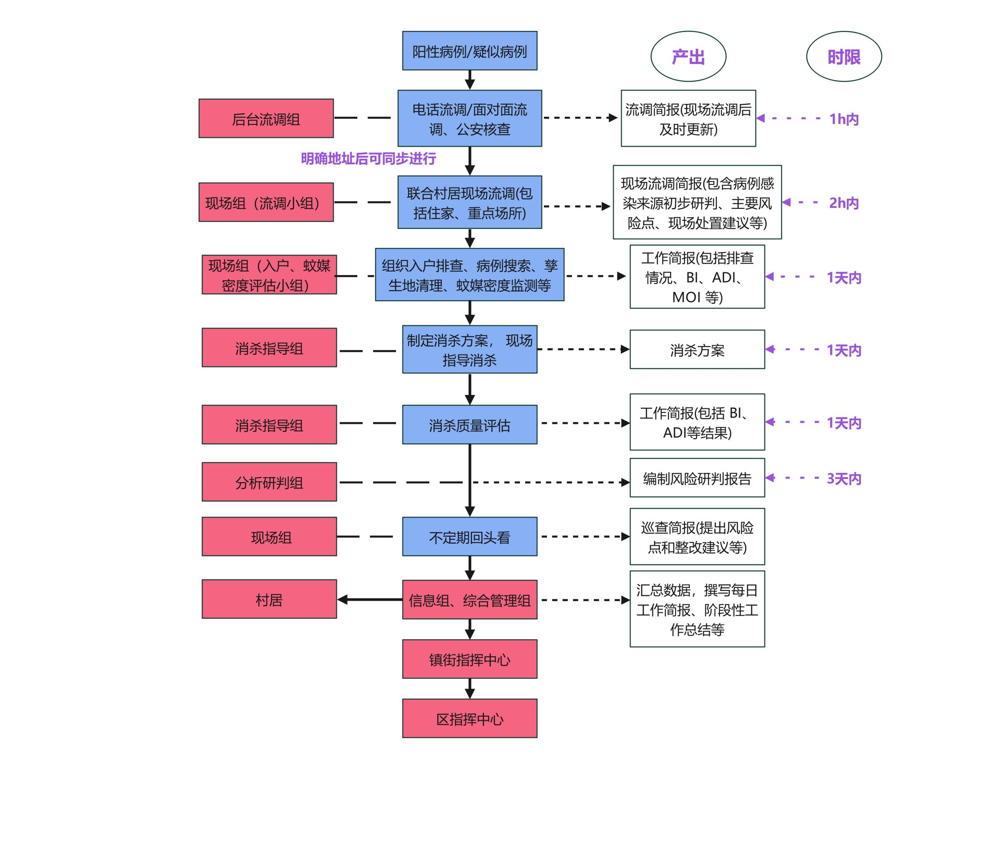 阳性病例/疑似病例
产出
时限
后台流调组
电话流调/面对面流
调、公安核查
流调简报(现场流调后
及时更新)
1h内
明确地址后可同步进行
现场组（流调小组）
联合村居现场流调(包
括住家、重点场所)
现场流调简报(包含病例感
染来源初步研判、主要风
险点、现场处置建议等)
2h内
现场组（入户、蚊媒
密度评估小组）
组织入户排查、病例搜索、孳
生地清理、蚊媒密度监测等
工作简报(包括排查
情况、BI、ADI、
MOI 等)
1天内
消杀指导组
制定消杀方案， 现场
指导消杀
消杀方案
1天内
消杀指导组
消杀质量评估
工作简报(包括 BI、
ADI等结果)
1天内
分析研判组
编制风险研判报告
3天内
现场组
不定期回头看
巡查简报(提出风险
点和整改建议等)
村居
信息组、综合管理组
汇总数据，撰写每日
工作简报、阶段性工
作总结等
镇街指挥中心
区指挥中心